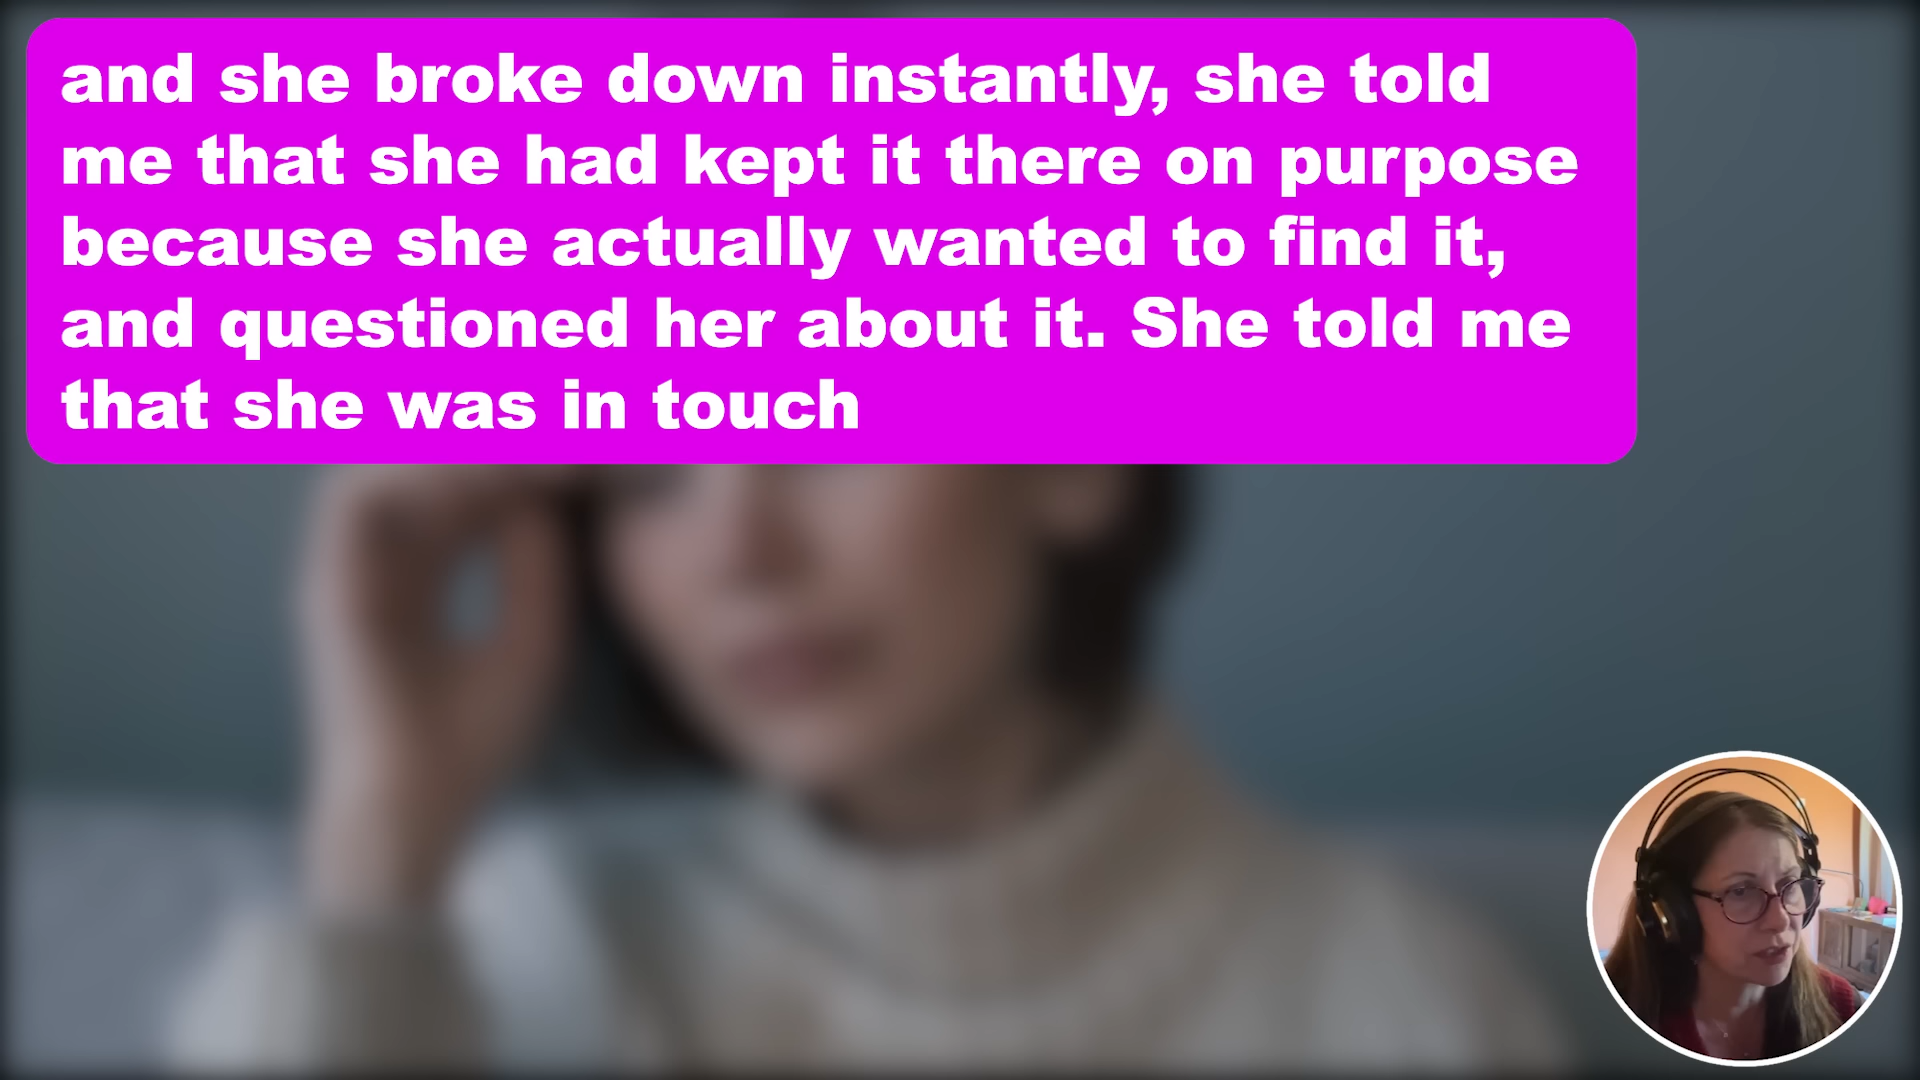 and she broke down instantly, she told
me that she had kept it there on purpose
because she actually wanted to find it,
and questioned her about it. She told me
that she was in touch